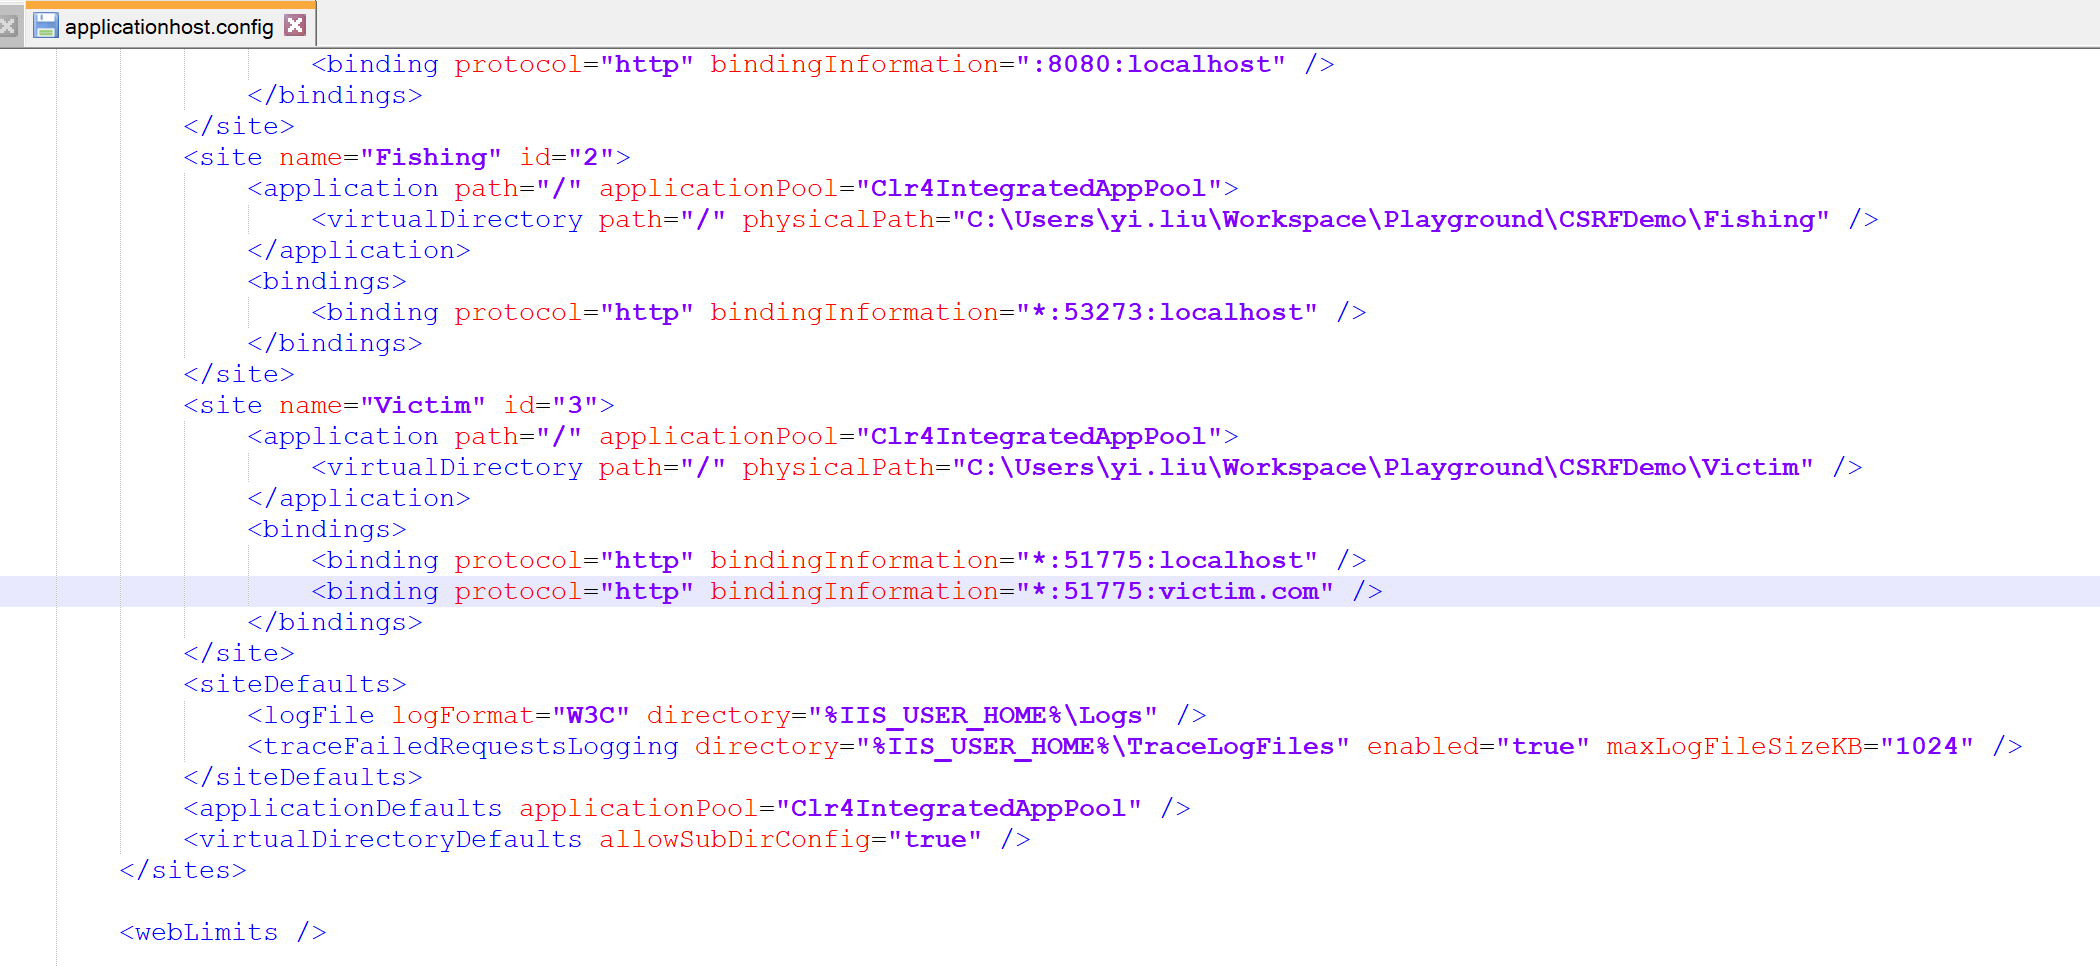 applicationhost.config
<binding protocol="http" bindingInformation=":8080:localhost" />
</bindings>
</site>
<site name="Fishing" id="2">
<application path="/" applicationPool="Clr4IntegratedAppPool">
<virtualDirectory path="/" physicalPath="C:\Users\yi.liu\Workspace\Playground\CSRFDemo\Fishing" />
</application>
<bindings>
<binding protocol="http" bindingInformation="*:53273:localhost" />
</bindings>
</site>
<site name="Victim" id="3">
<application path="/" applicationPool="Clr4IntegratedAppPool">
<virtualDirectory path="/" physicalPath="C:\Users\yi.liu\Workspace\Playground\CSRFDemo\Victim" />
</application>
<bindings>
<binding protocol="http" bindingInformation="*:51775:localhost" />
<binding protocol="http" bindingInformation="*:51775:victim.com" />
</bindings>
</site>
<siteDefaults>
<logFile logFormat="W3C" directory="%IIS_USER_HOME%\Logs" />
<traceFailedRequestsLogging directory="%IIS_USER_HOME%\TraceLogFiles" enabled="true" maxLogFileSizeKB="1024" />
</siteDefaults>
<applicationDefaults applicationPool="Clr4IntegratedAppPool" />
<virtualDirectoryDefaults allowSubDirConfig="true" />
</sites>
<webLimits />